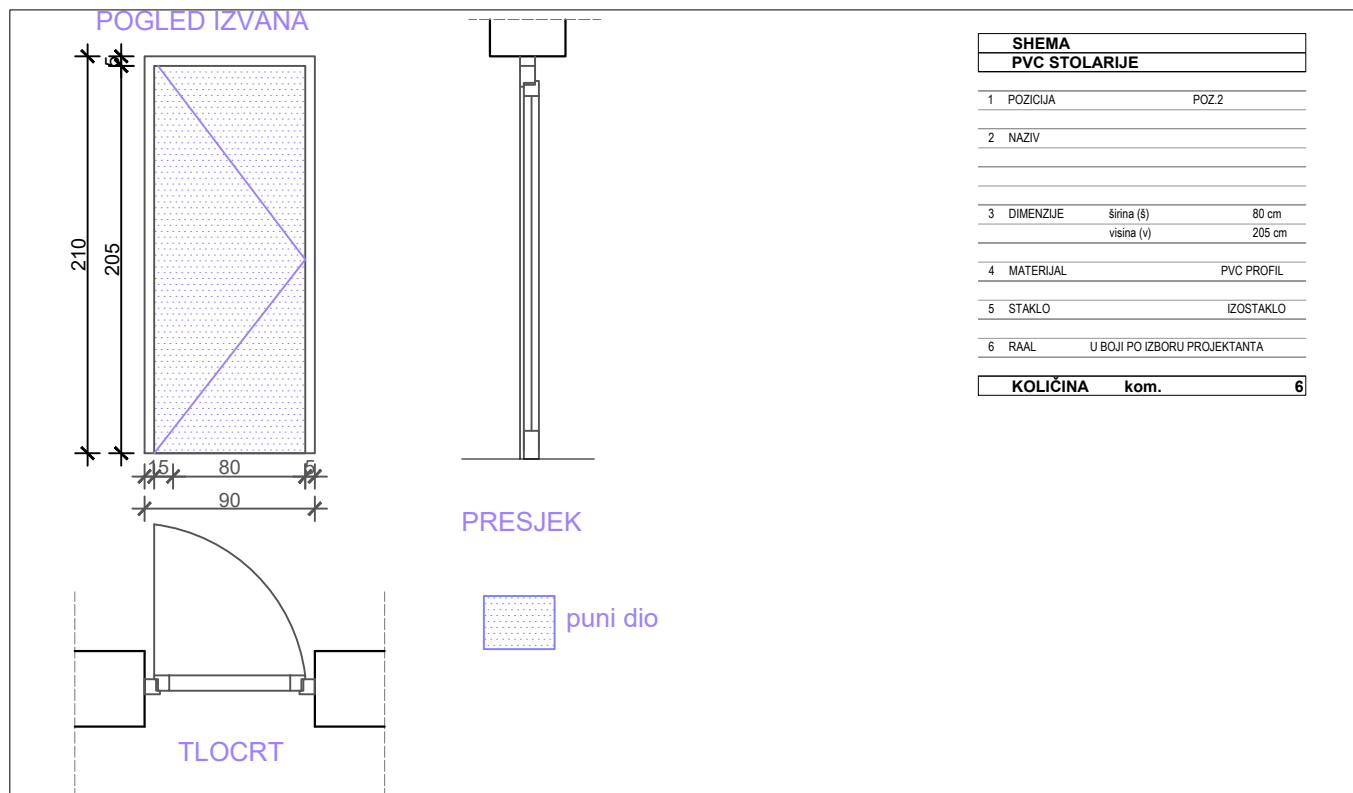 POGLED IZVANA
5
210
205
15 80 5
90
TLOCRT
PRESJEK
puni dio
SHEMA
PVC STOLARIJE
1 POZICIJA POZ.2
2 NAZIV
3 DIMENZIJE širina (š) 80 cm
visina (v) 205 cm
4 MATERIJAL PVC PROFIL
5 STAKLO IZOSTAKLO
6 RAAL U BOJI PO IZBORU PROJEKTANTA
KOLIČINA kom. 6